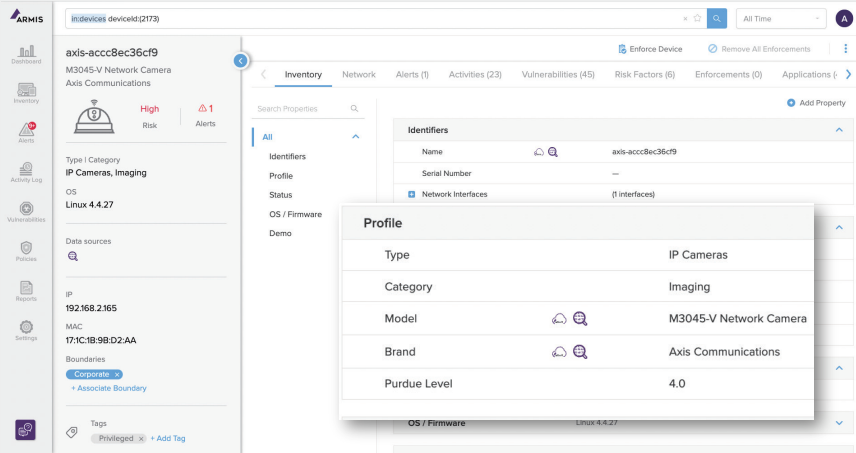 ARMIS
in:devices deviceId:(2173)
All Time
A
Dashboard
Inventory
9+
Alerts
Activity Log
Vulnerabilities
Policies
Reports
Settings
axis-accc8ec36cf9
M3045-V Network Camera
Axis Communications
High
Risk
1
Alerts
Type | Category
IP Cameras, Imaging
OS
Linux 4.4.27
Data sources
IP
192.168.2.165
MAC
17:1C:1B:9B:D2:AA
Boundaries
Corporate ×
+ Associate Boundary
Tags
Privileged × + Add Tag
Enforce Device
Remove All Enforcements
Inventory Network Alerts (1) Activities (23) Vulnerabilities (45) Risk Factors (6) Enforcements (0) Applications (
Search Properties
Add Property
All
Identifiers
Profile
Status
OS / Firmware
Demo
Identifiers
Name axis-accc8ec36cf9
Serial Number —
Network Interfaces (1 interfaces)
Profile
Type IP Cameras
Category Imaging
Model M3045-V Network Camera
Brand Axis Communications
Purdue Level 4.0
OS / Firmware Linux 4.4.27